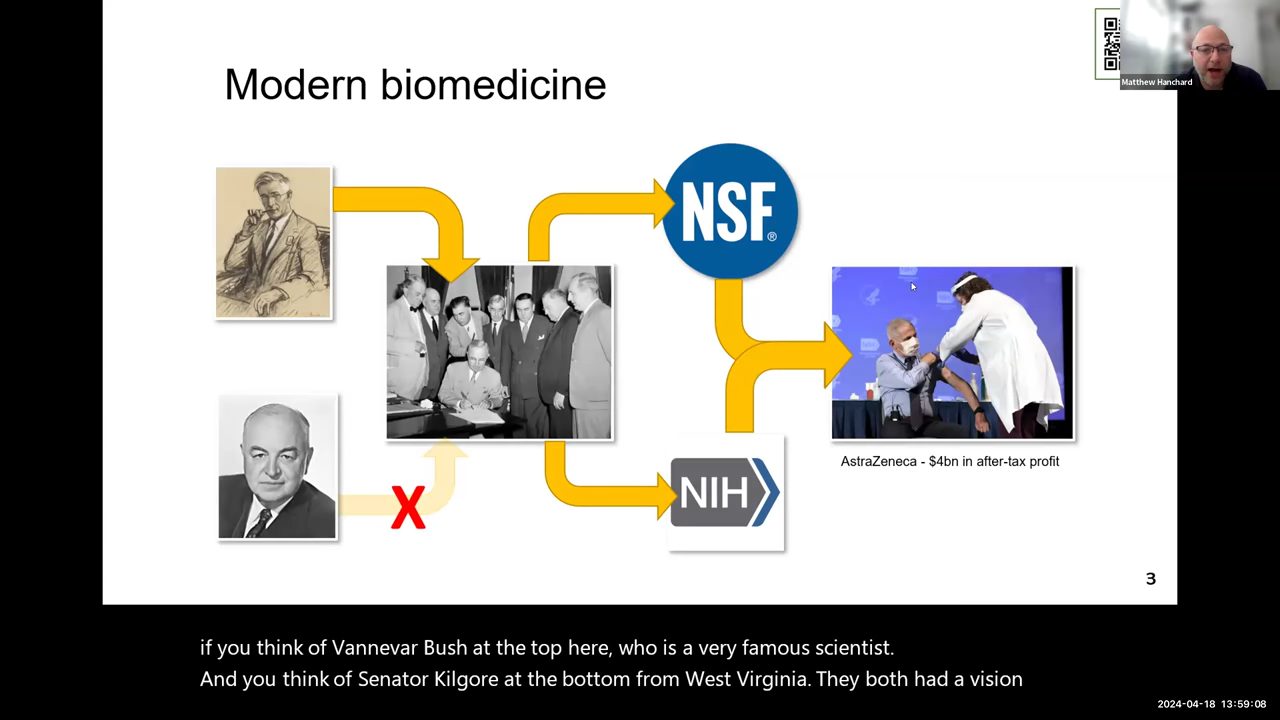 Modern biomedicine
Matthew Hanchard
NSF®
NIH
X
AstraZeneca - $4bn in after-tax profit
3
if you think of Vannevar Bush at the top here, who is a very famous scientist.
And you think of Senator Kilgore at the bottom from West Virginia. They both had a vision
2024-04-18 13:59:08